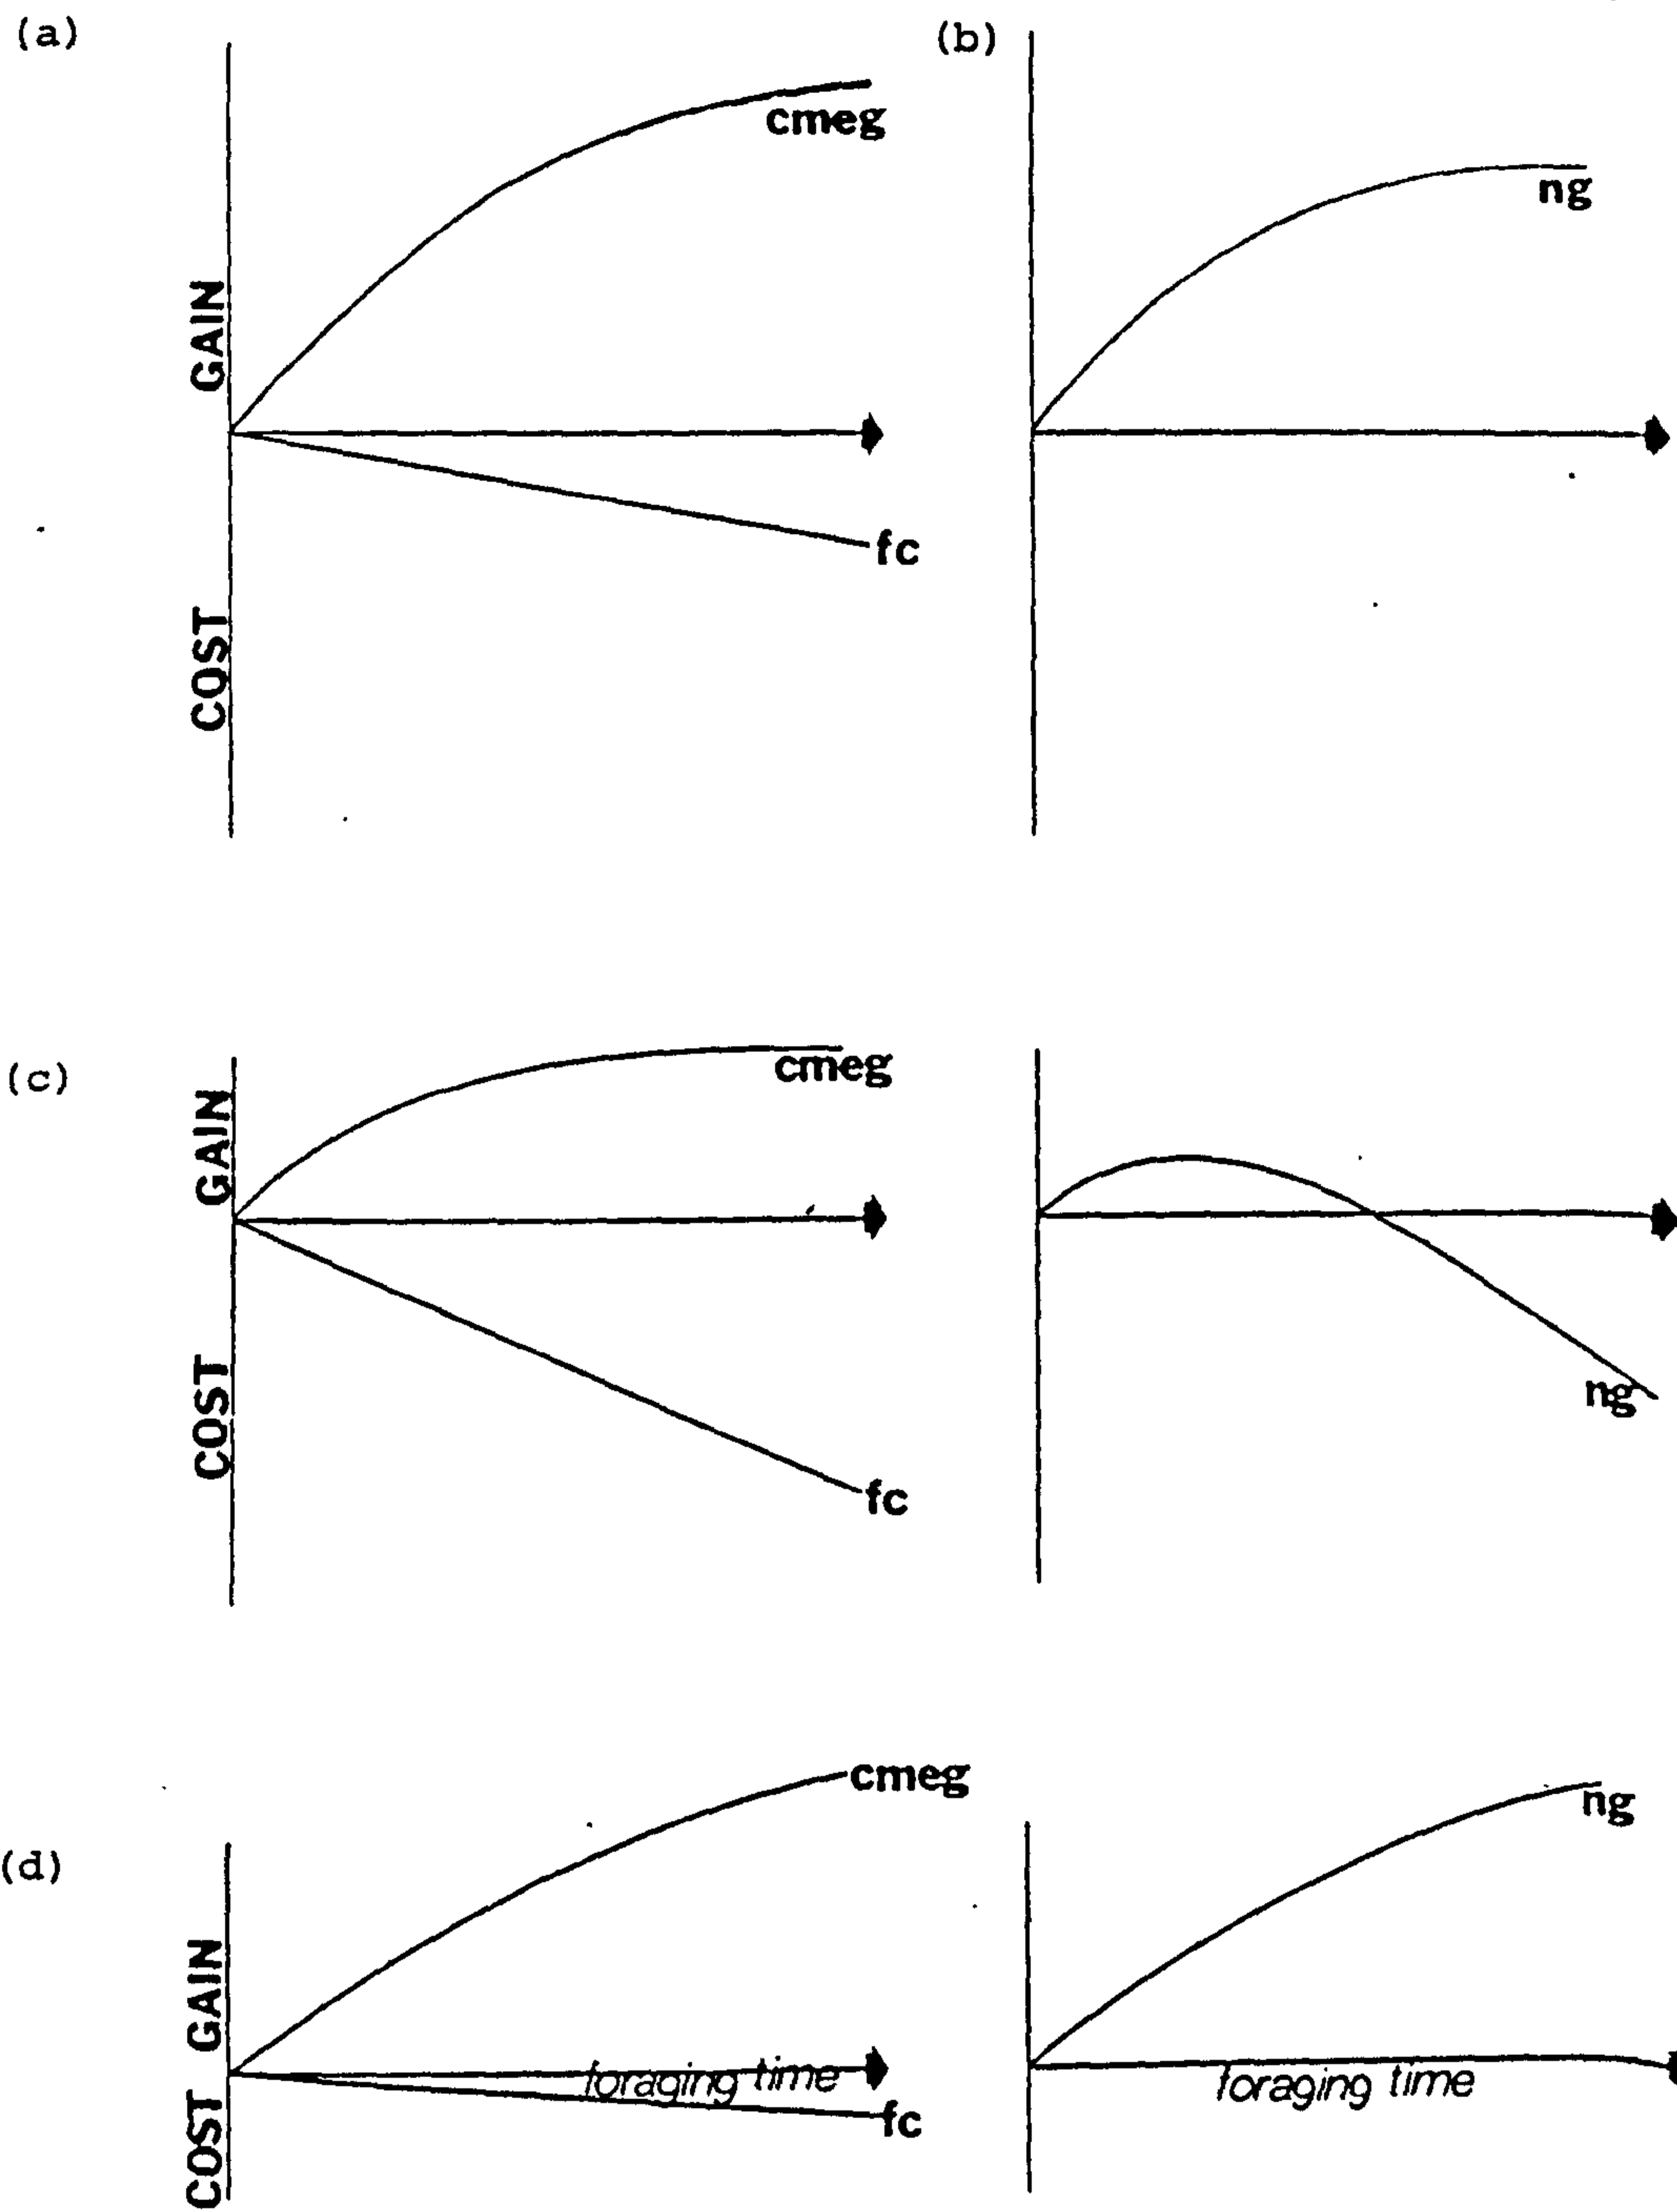 (a)
(b)
GAIN
COST
cmeg
fc
ng
(c)
GAIN
COST
cmeg
fc
ng
(d)
GAIN
COST
cmeg
foraging time
fc
ng
foraging time